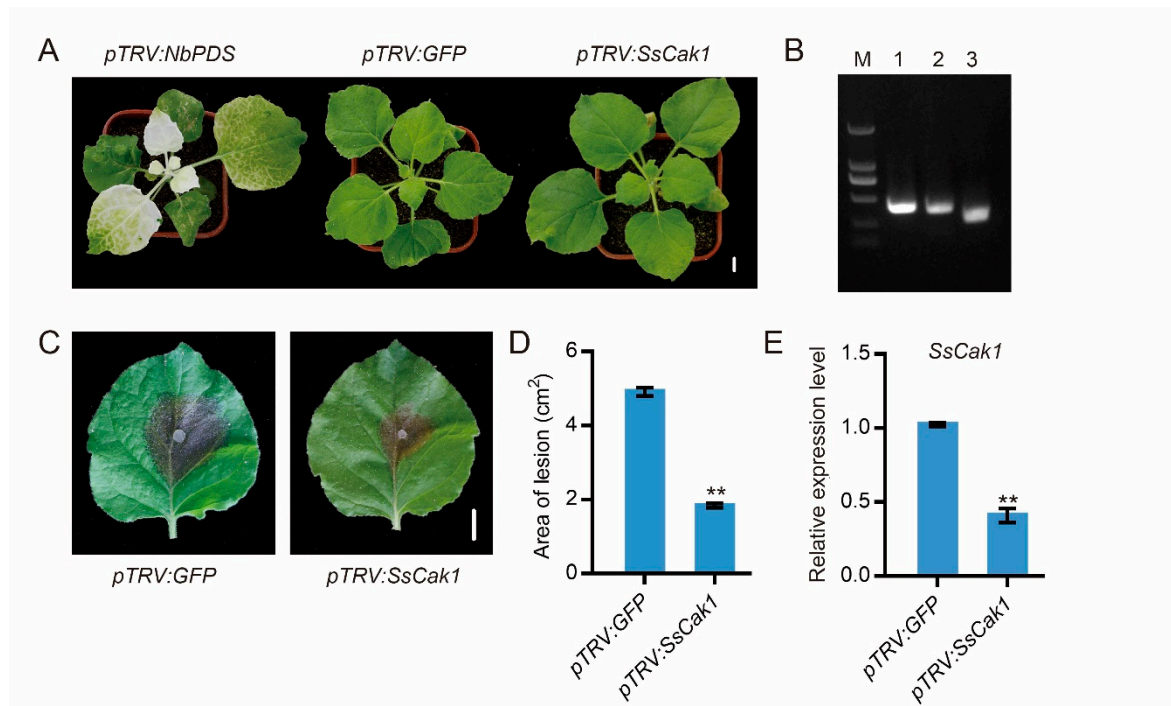 A
pTRV:NbPDS
pTRV:GFP
pTRV:SsCak1
B
M 1 2 3
C
pTRV:GFP
pTRV:SsCak1
D
Area of lesion (cm²)
6
4
2
0
**
pTRV:GFP
pTRV:SsCak1
E
SsCak1
Relative expression level
1.5
1.0
0.5
0.0
**
pTRV:GFP
pTRV:SsCak1